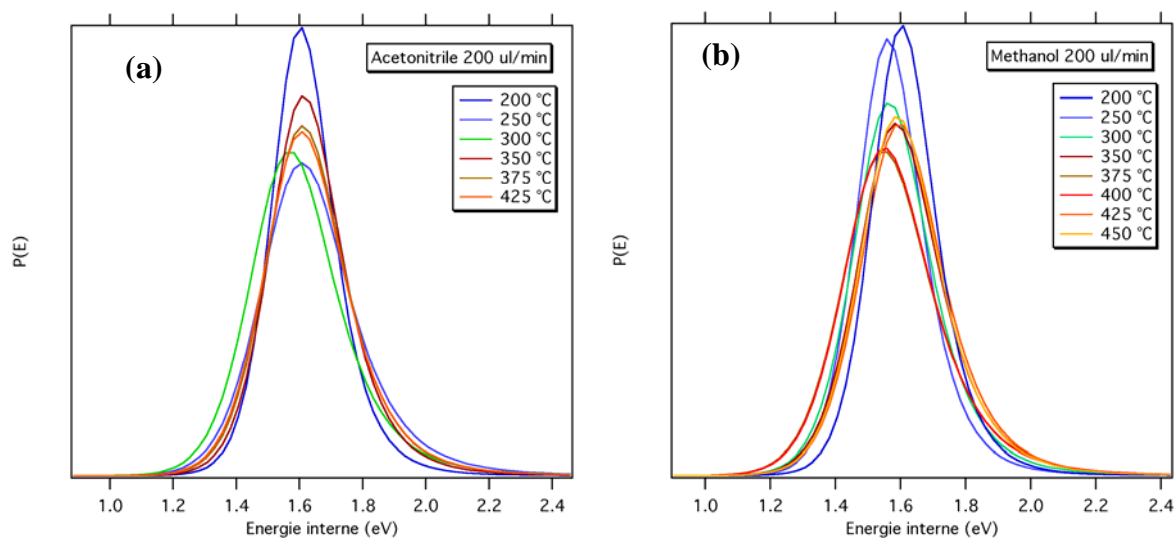 (a)
Acetonitrile 200 ul/min
200 °C
250 °C
300 °C
350 °C
375 °C
425 °C
P(E)
1.0 1.2 1.4 1.6 1.8 2.0 2.2 2.4
Energie interne (eV)
(b)
Methanol 200 ul/min
200 °C
250 °C
300 °C
350 °C
375 °C
400 °C
425 °C
450 °C
P(E)
1.0 1.2 1.4 1.6 1.8 2.0 2.2 2.4
Energie interne (eV)